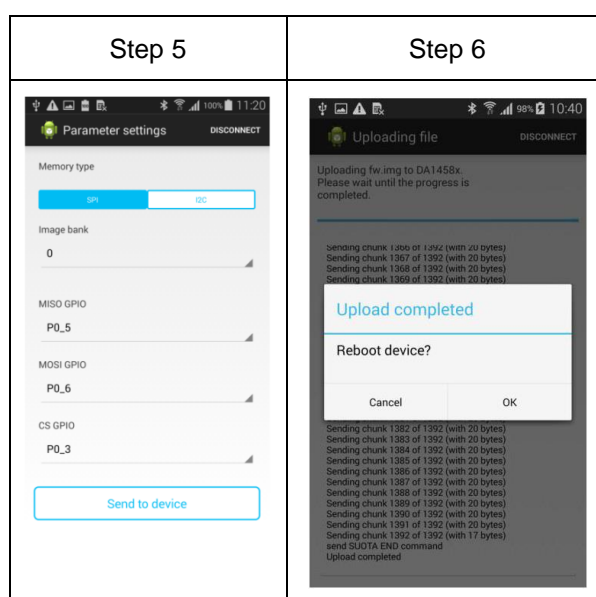 Step 5
Step 6
100% 11:20
Parameter settings DISCONNECT
Memory type
SPI I2C
Image bank
0
MISO GPIO
P0_5
MOSI GPIO
P0_6
CS GPIO
P0_3
Send to device
98% 10:40
Uploading file DISCONNECT
Uploading fw.img to DA1458x.
Please wait until the progress is
completed.
Sending chunk 1366 of 1392 (with 20 bytes)
Sending chunk 1367 of 1392 (with 20 bytes)
Sending chunk 1368 of 1392 (with 20 bytes)
Sending chunk 1369 of 1392 (with 20 bytes)
Upload completed
Reboot device?
Cancel OK
Sending chunk 1382 of 1392 (with 20 bytes)
Sending chunk 1383 of 1392 (with 20 bytes)
Sending chunk 1384 of 1392 (with 20 bytes)
Sending chunk 1385 of 1392 (with 20 bytes)
Sending chunk 1386 of 1392 (with 20 bytes)
Sending chunk 1387 of 1392 (with 20 bytes)
Sending chunk 1388 of 1392 (with 20 bytes)
Sending chunk 1389 of 1392 (with 20 bytes)
Sending chunk 1390 of 1392 (with 20 bytes)
Sending chunk 1391 of 1392 (with 20 bytes)
Sending chunk 1392 of 1392 (with 17 bytes)
send SUOTA END command
Upload completed